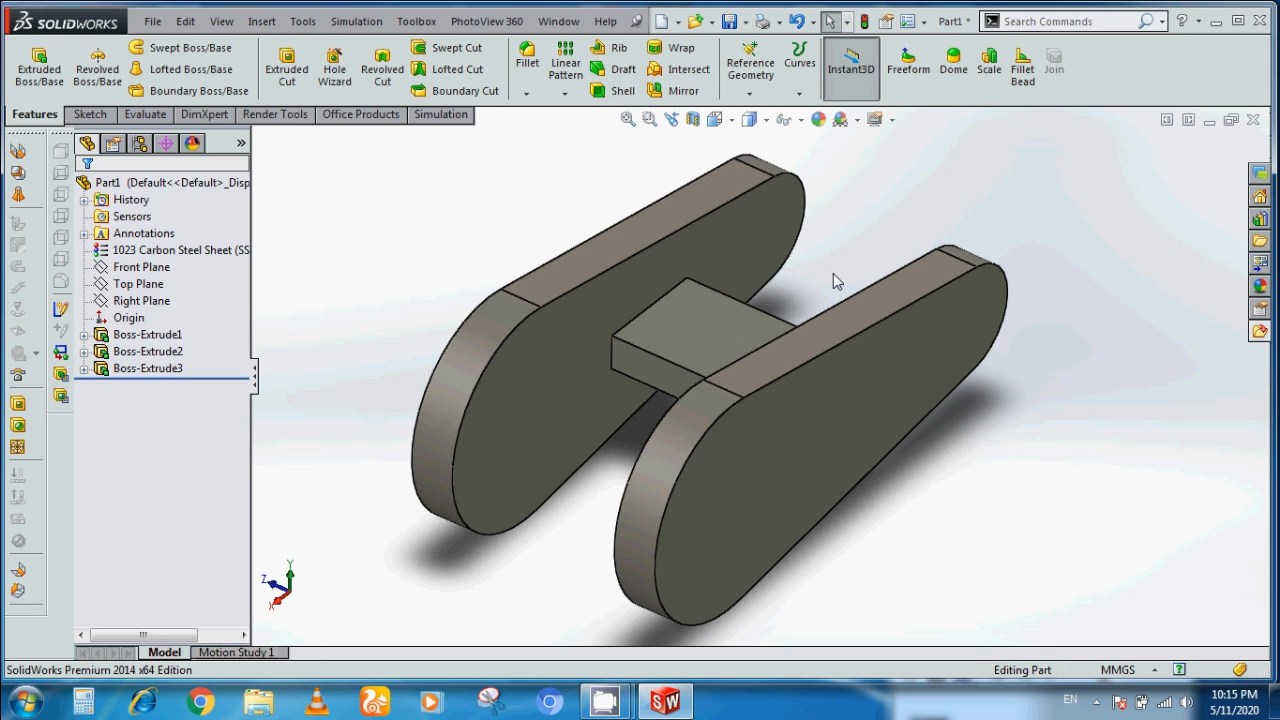 SOLIDWORKS File Edit View Insert Tools Simulation Toolbox PhotoView 360 Window Help Part1 * Search Commands
Extruded Boss/Base
Revolved Boss/Base
Swept Boss/Base
Lofted Boss/Base
Boundary Boss/Base
Extruded Cut
Hole Wizard
Revolved Cut
Swept Cut
Lofted Cut
Boundary Cut
Fillet
Linear Pattern
Rib
Draft
Shell
Wrap
Intersect
Mirror
Reference Geometry
Curves
Instant3D
Freeform
Dome
Scale
Fillet Bead
Join
Features Sketch Evaluate DimXpert Render Tools Office Products Simulation
Part1 (Default<<Default>_Disp
History
Sensors
Annotations
1023 Carbon Steel Sheet (SS
Front Plane
Top Plane
Right Plane
Origin
Boss-Extrude1
Boss-Extrude2
Boss-Extrude3
Y
Z
X
Model Motion Study 1
SolidWorks Premium 2014 x64 Edition Editing Part MMGS
EN 10:15 PM
5/11/2020